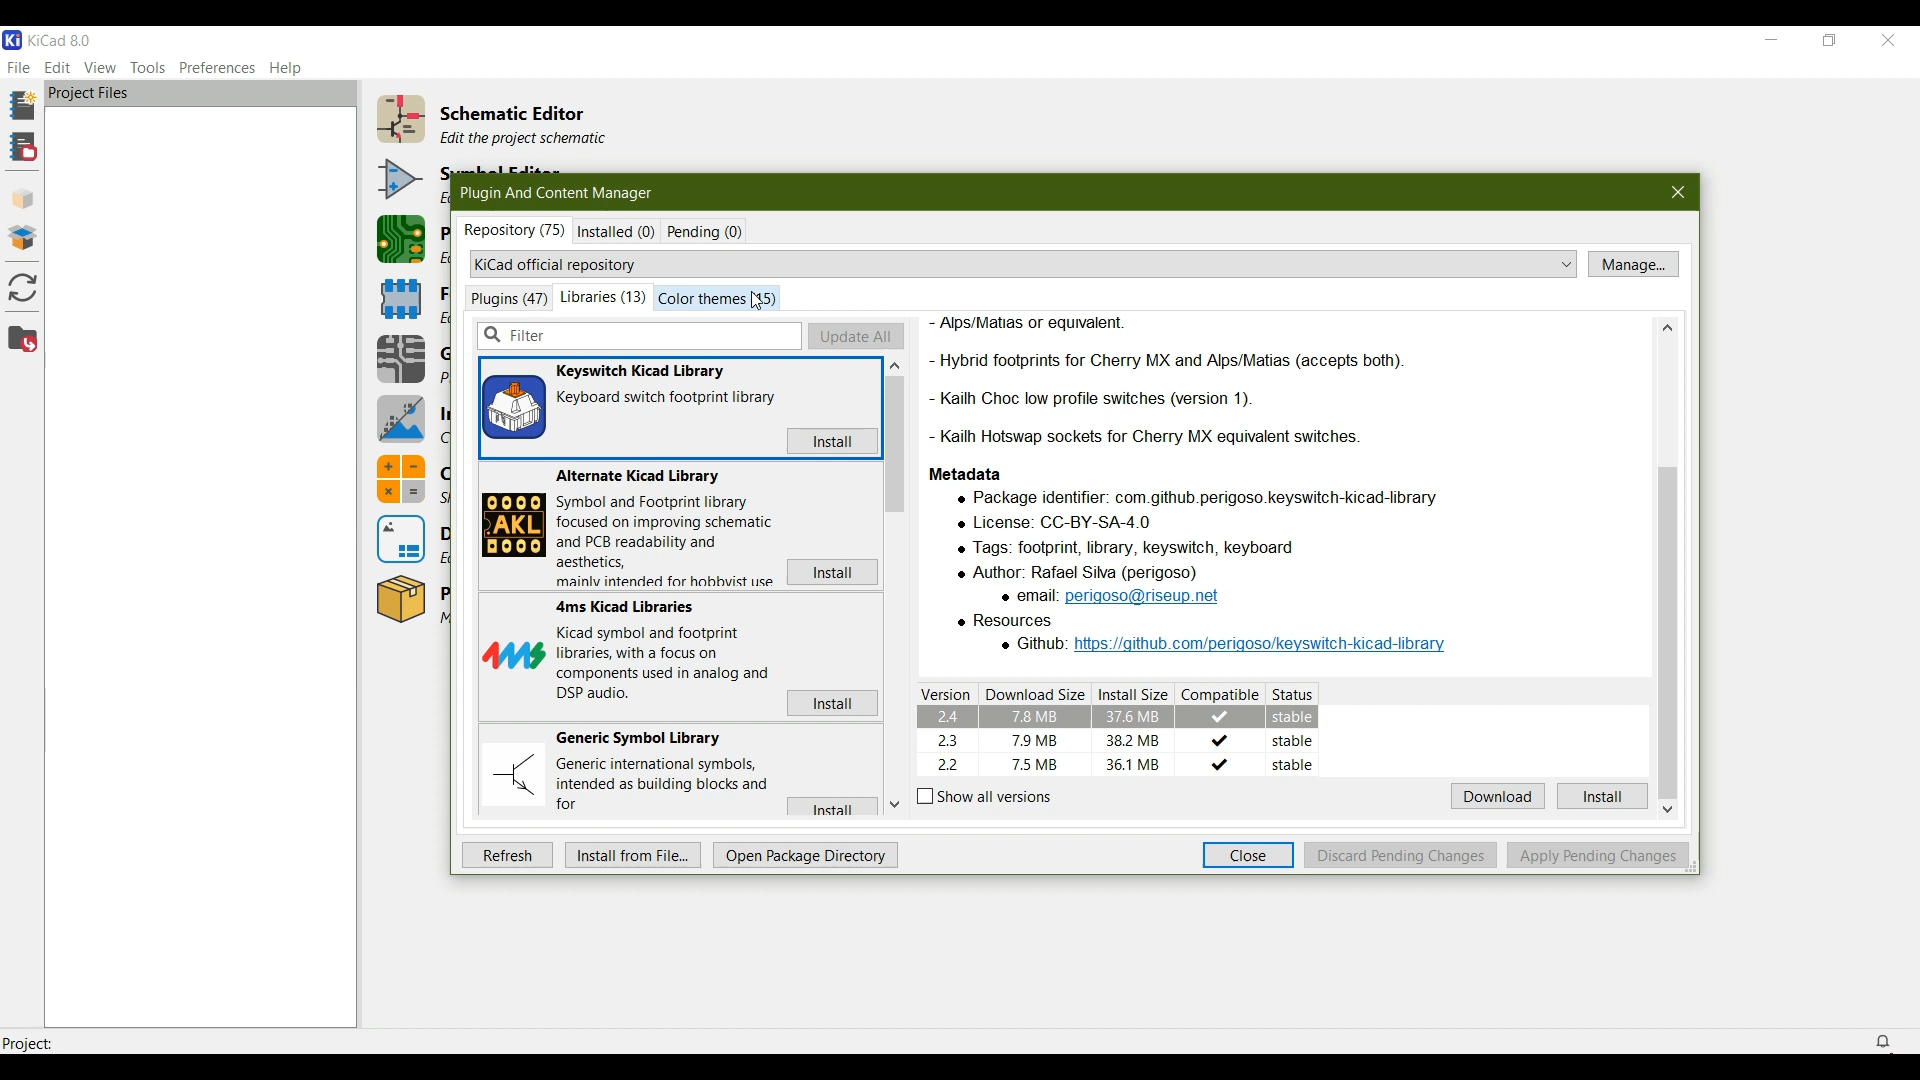 Ki KiCad 8.0
File Edit View Tools Preferences Help
Project Files
Schematic Editor
Edit the project schematic
Plugin And Content Manager
Repository (75) Installed (0) Pending (0)
KiCad official repository
Manage...
Plugins (47) Libraries (13) Color themes (15)
Filter
Update All
Keyswitch Kicad Library
Keyboard switch footprint library
Install
Alternate Kicad Library
AKL
Symbol and Footprint library
focused on improving schematic
and PCB readability and
aesthetics,
mainly intended for hobbyist use
Install
4ms Kicad Libraries
4ms
Kicad symbol and footprint
libraries, with a focus on
components used in analog and
DSP audio.
Install
Generic Symbol Library
Generic international symbols,
intended as building blocks and
for
Install
- Alps/Matias or equivalent.
- Hybrid footprints for Cherry MX and Alps/Matias (accepts both).
- Kailh Choc low profile switches (version 1).
- Kailh Hotswap sockets for Cherry MX equivalent switches.
Metadata
Package identifier: com.github.perigoso.keyswitch-kicad-library
License: CC-BY-SA-4.0
Tags: footprint, library, keyswitch, keyboard
Author: Rafael Silva (perigoso)
email: perigoso@riseup.net
Resources
Github: https://github.com/perigoso/keyswitch-kicad-library
Version Download Size Install Size Compatible Status
2.4 7.8 MB 37.6 MB ✔ stable
2.3 7.9 MB 38.2 MB ✔ stable
2.2 7.5 MB 36.1 MB ✔ stable
Show all versions
Download Install
Refresh Install from File... Open Package Directory Close Discard Pending Changes Apply Pending Changes
Project: